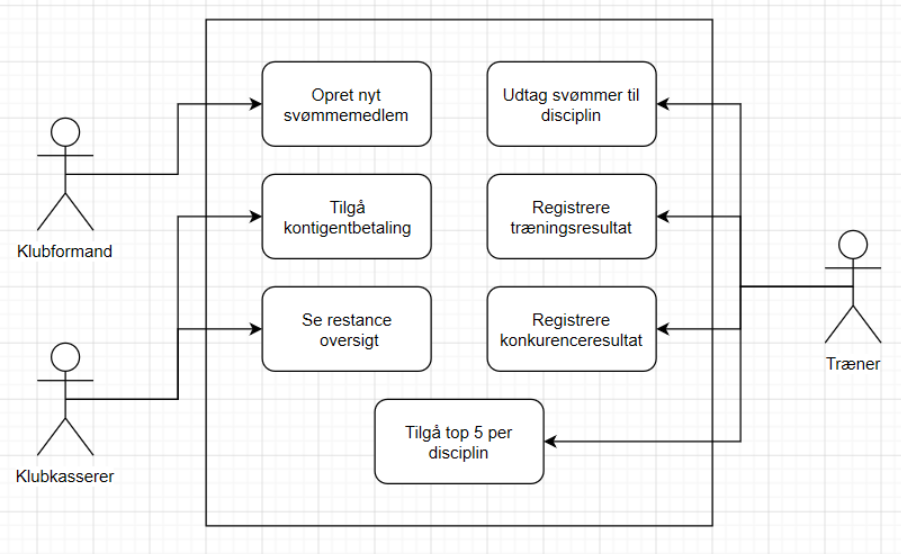 Opret nyt
svømmemedlem
Udtag svømmer til
disciplin
Klubformand
Tilgå
kontigentbetaling
Registrere
træningsresultat
Se restance
oversigt
Registrere
konkurenceresultat
Træner
Klubkasserer
Tilgå top 5 per
disciplin